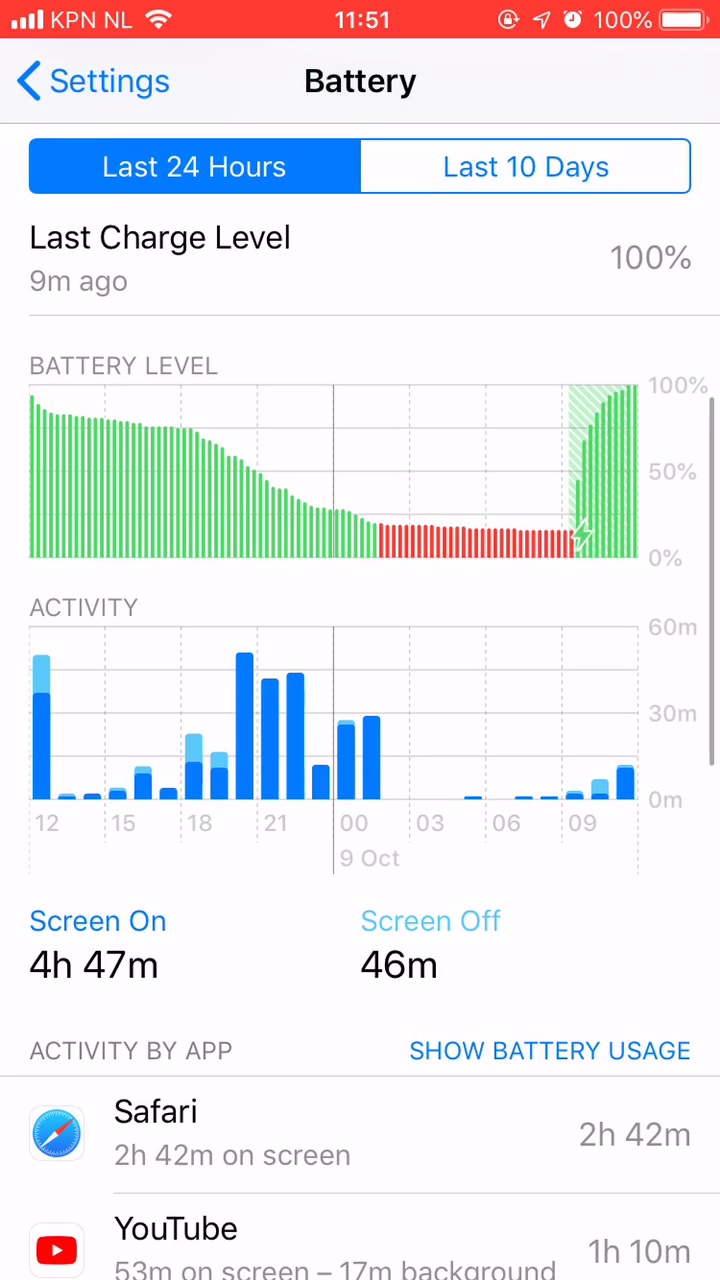 KPN NL 11:51 100%
Settings Battery
Last 24 Hours Last 10 Days
Last Charge Level
100%
9m ago
BATTERY LEVEL
100%
50%
0%
ACTIVITY
60m
30m
0m
12 15 18 21 00 03 06 09
9 Oct
Screen On Screen Off
4h 47m 46m
ACTIVITY BY APP SHOW BATTERY USAGE
Safari
2h 42m
2h 42m on screen
YouTube
1h 10m
53m on screen – 17m background